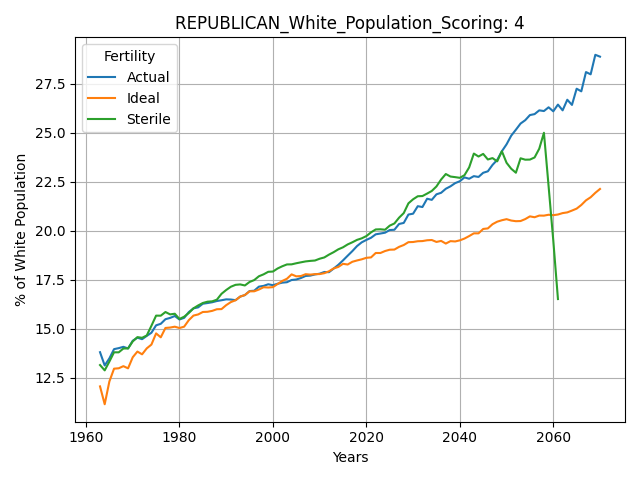 REPUBLICAN_White_Population_Scoring: 4
Fertility
Actual
Ideal
Sterile
% of White Population
27.5
25.0
22.5
20.0
17.5
15.0
12.5
1960 1980 2000 2020 2040 2060
Years